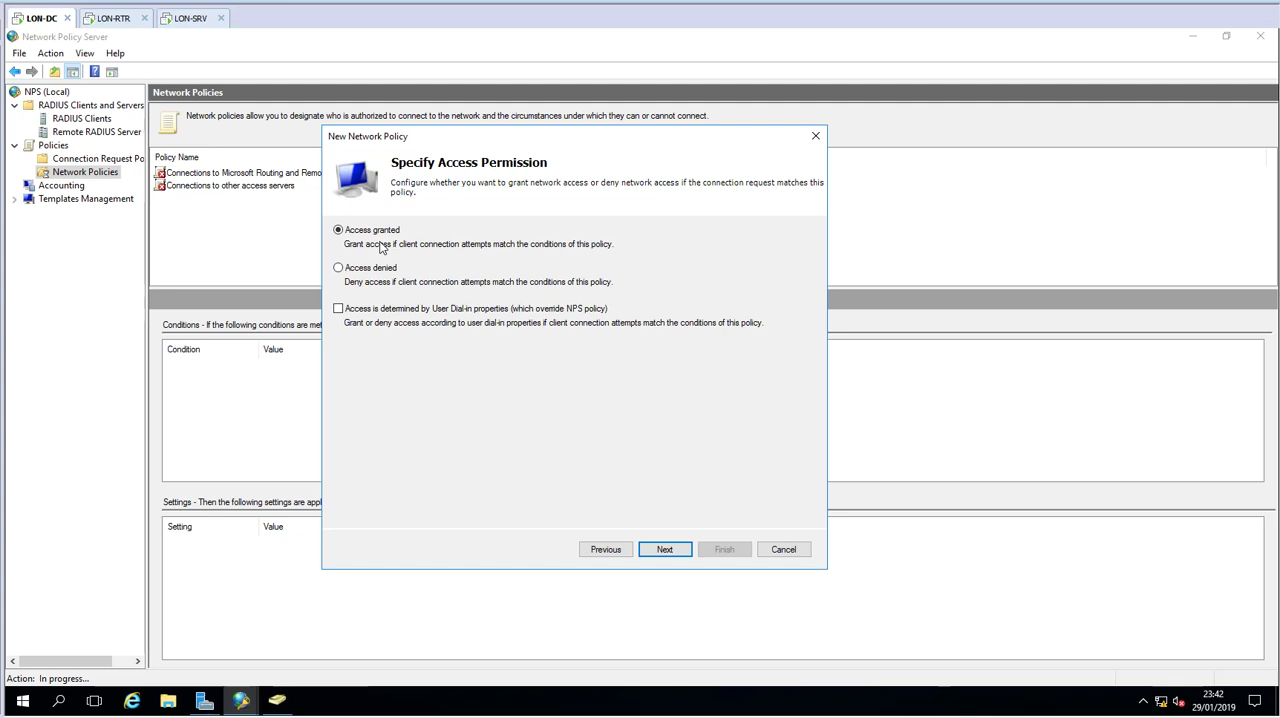 LON-DC
LON-RTR
LON-SRV
Network Policy Server
File Action View Help
NPS (Local)
RADIUS Clients and Servers
RADIUS Clients
Remote RADIUS Server
Policies
Connection Request Po
Network Policies
Accounting
Templates Management
Network Policies
Network policies allow you to designate who is authorized to connect to the network and the circumstances under which they can or cannot connect.
Policy Name
Connections to Microsoft Routing and Remo
Connections to other access servers
Conditions - If the following conditions are met
Condition Value
Settings - Then the following settings are appl
Setting Value
New Network Policy
Specify Access Permission
Configure whether you want to grant network access or deny network access if the connection request matches this
policy.
Access granted
Grant access if client connection attempts match the conditions of this policy.
Access denied
Deny access if client connection attempts match the conditions of this policy.
Access is determined by User Dial-in properties (which override NPS policy)
Grant or deny access according to user dial-in properties if client connection attempts match the conditions of this policy.
Previous Next Finish Cancel
Action: In progress...
23:42
29/01/2019